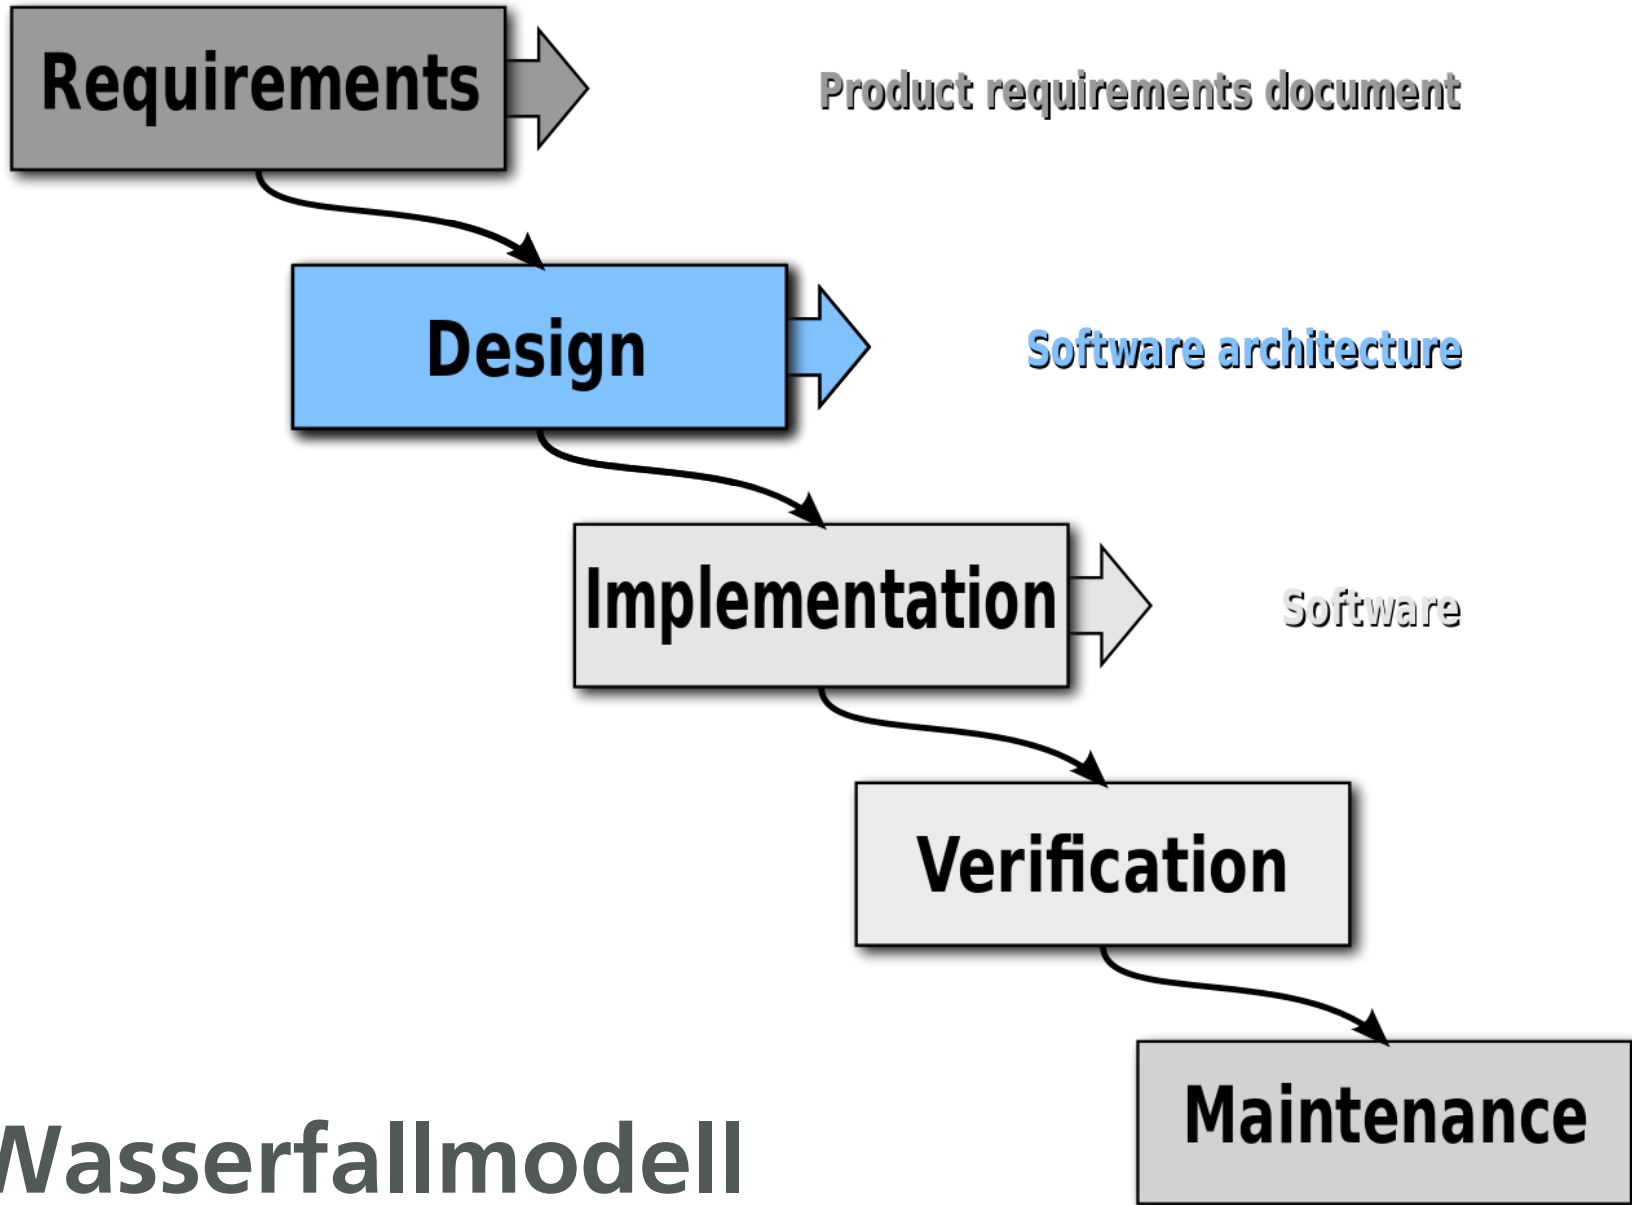 Requirements
Product requirements document
Design
Software architecture
Implementation
Software
Verification
Maintenance
Wasserfallmodell